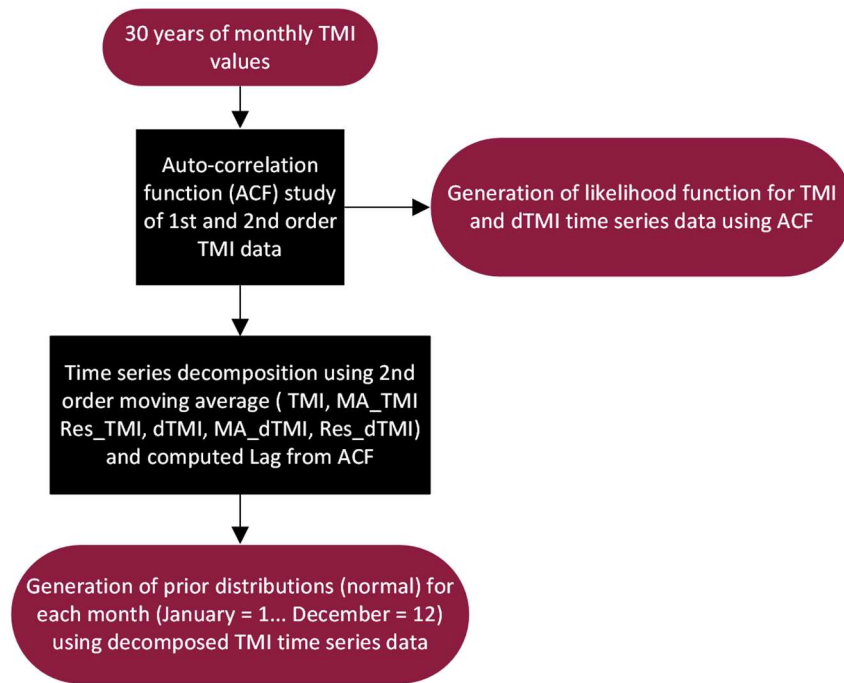 30 years of monthly TMI
values
Auto-correlation
function (ACF) study
of 1st and 2nd order
TMI data
Generation of likelihood function for TMI
and dTMI time series data using ACF
Time series decomposition using 2nd
order moving average ( TMI, MA_TMI
Res_TMI, dTMI, MA_dTMI, Res_dTMI)
and computed Lag from ACF
Generation of prior distributions (normal) for
each month (January = 1... December = 12)
using decomposed TMI time series data